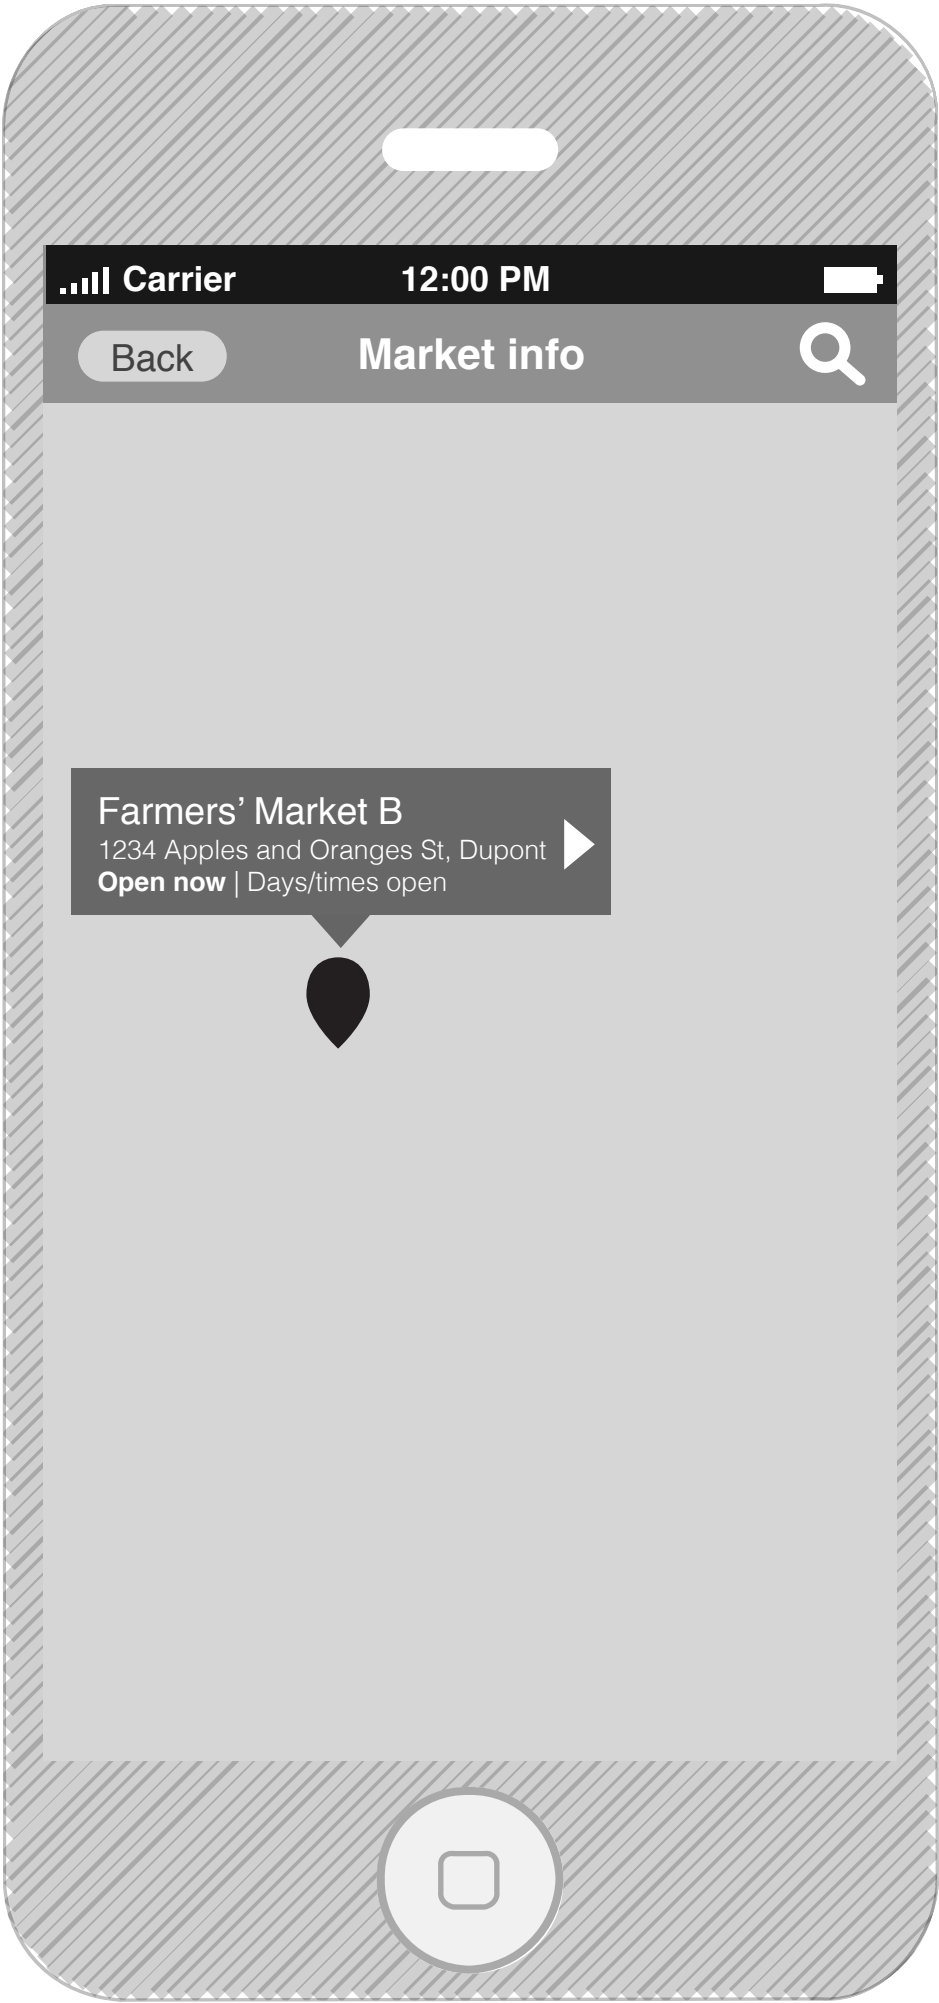 Carrier 12:00 PM
Back Market info
Farmers’ Market B
1234 Apples and Oranges St, Dupont
Open now | Days/times open